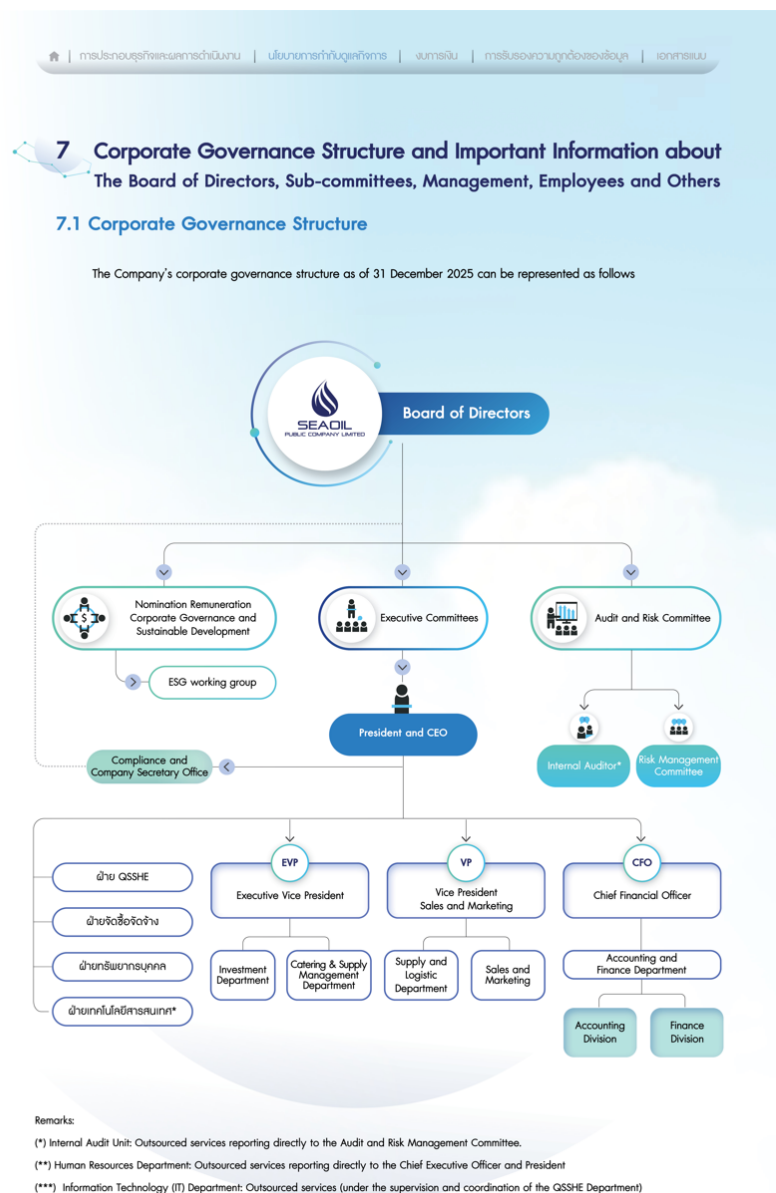 การประกอบธุรกิจและผลการดำเนินงาน | นโยบายการกำกับดูแลกิจการ | งบการเงิน | การรับรองความถูกต้องของข้อมูล | เอกสารแนบ
7 Corporate Governance Structure and Important Information about
The Board of Directors, Sub-committees, Management, Employees and Others
7.1 Corporate Governance Structure
The Company's corporate governance structure as of 31 December 2025 can be represented as follows
SEAOIL
PUBLIC COMPANY LIMITED
Board of Directors
Nomination Remuneration
Corporate Governance and
Sustainable Development
Executive Committees
Audit and Risk Committee
ESG working group
President and CEO
Internal Auditor*
Risk Management
Committee
Compliance and
Company Secretary Office
ฝ่าย QSSHE
ฝ่ายจัดซื้อจัดจ้าง
ฝ่ายทรัพยากรบุคคล
ฝ่ายเทคโนโลยีสารสนเทศ*
EVP
Executive Vice President
Investment
Department
Catering & Supply
Management
Department
VP
Vice President
Sales and Marketing
Supply and
Logistic
Department
Sales and
Marketing
CFO
Chief Financial Officer
Accounting and
Finance Department
Accounting
Division
Finance
Division
Remarks:
(*) Internal Audit Unit: Outsourced services reporting directly to the Audit and Risk Management Committee.
(**) Human Resources Department: Outsourced services reporting directly to the Chief Executive Officer and President
(***) Information Technology (IT) Department: Outsourced services (under the supervision and coordination of the QSSHE Department)